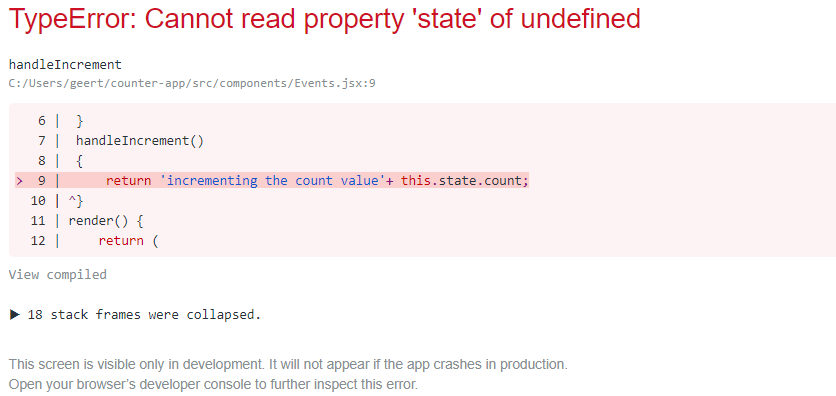 TypeError: Cannot read property 'state' of undefined
handleIncrement
C:/Users/geert/counter-app/src/components/Events.jsx:9
6 | }
7 | handleIncrement()
8 | {
> 9 | return 'incrementing the count value'+ this.state.count;
10 | ^}
11 | render() {
12 | return (
View compiled
▶ 18 stack frames were collapsed.
This screen is visible only in development. It will not appear if the app crashes in production.
Open your browser's developer console to further inspect this error.